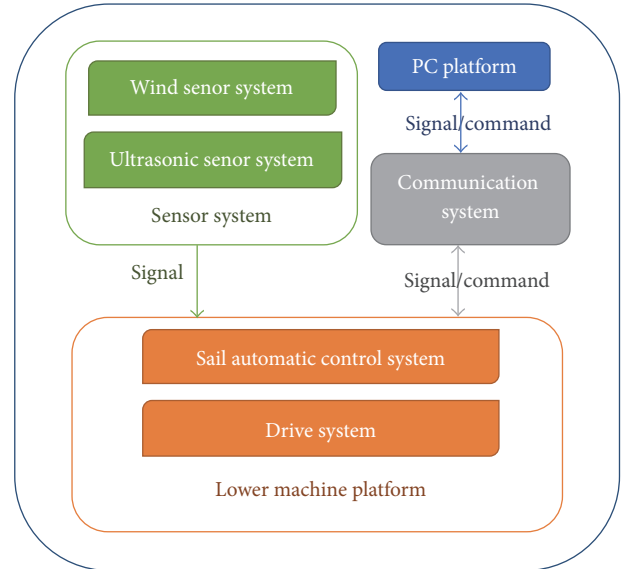 Wind senor system
Ultrasonic senor system
Sensor system
PC platform
Signal/command
Communication
system
Signal
Signal/command
Sail automatic control system
Drive system
Lower machine platform